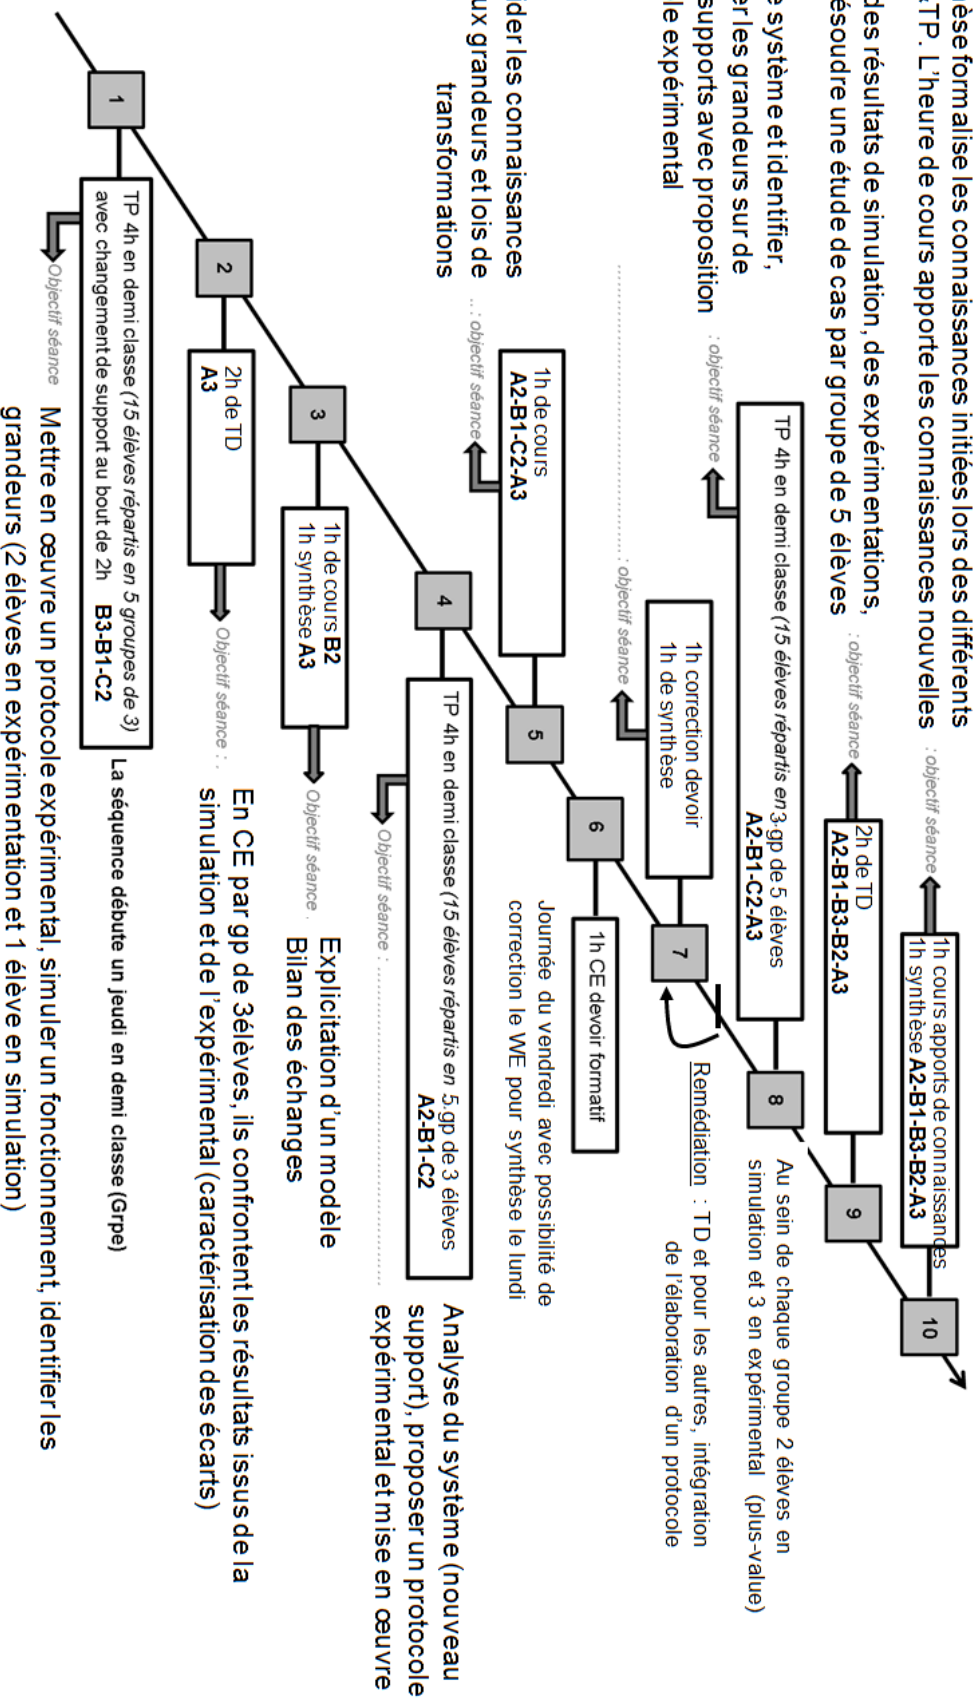 èse formalise les connaissances initiées lors des différents
TP. L'heure de cours apporte les connaissances nouvelles
: objectif séance
1h cours apports de connaissances
1h synthèse A2-B1-B3-B2-A3
10
des résultats de simulation, des expérimentations,
ésoudre une étude de cas par groupe de 5 élèves
: objectif séance
2h de TD
A2-B1-B3-B2-A3
9
e système et identifier,
er les grandeurs sur de
supports avec proposition
le expérimental
: objectif séance
TP 4h en demi classe (15 élèves répartis en 3.gp de 5 élèves
A2-B1-C2-A3
8
Au sein de chaque groupe 2 élèves en
simulation et 3 en expérimental (plus-value)
: objectif séance
1h correction devoir
1h de synthèse
7
Remédiation : TD et pour les autres, intégration
de l'élaboration d'un protocole
6
1h CE devoir formatif
Journée du vendredi avec possibilité de
correction le WE pour synthèse le lundi
ider les connaissances
ux grandeurs et lois de
transformations
...: objectif séance
1h de cours
A2-B1-C2-A3
5
4
TP 4h en demi classe (15 élèves répartis en 5.gp de 3 élèves
A2-B1-C2
Objectif séance :
Analyse du système (nouveau
support), proposer un protocole
expérimental et mise en œuvre
3
1h de cours B2
1h synthèse A3
Objectif séance .
Explicitation d'un modèle
Bilan des échanges
2
2h de TD
A3
Objectif séance : .
En CE par gp de 3élèves, ils confrontent les résultats issus de la
simulation et de l'expérimental (caractérisation des écarts)
1
TP 4h en demi classe (15 élèves répartis en 5 groupes de 3)
avec changement de support au bout de 2h B3-B1-C2
La séquence débute un jeudi en demi classe (Grpe)
Objectif séance
Mettre en œuvre un protocole expérimental, simuler un fonctionnement, identifier les
grandeurs (2 élèves en expérimentation et 1 élève en simulation)